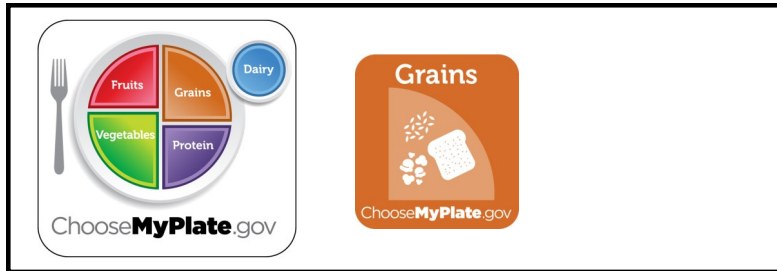 Fruits
Grains
Dairy
Vegetables
Protein
ChooseMyPlate.gov
Grains
ChooseMyPlate.gov